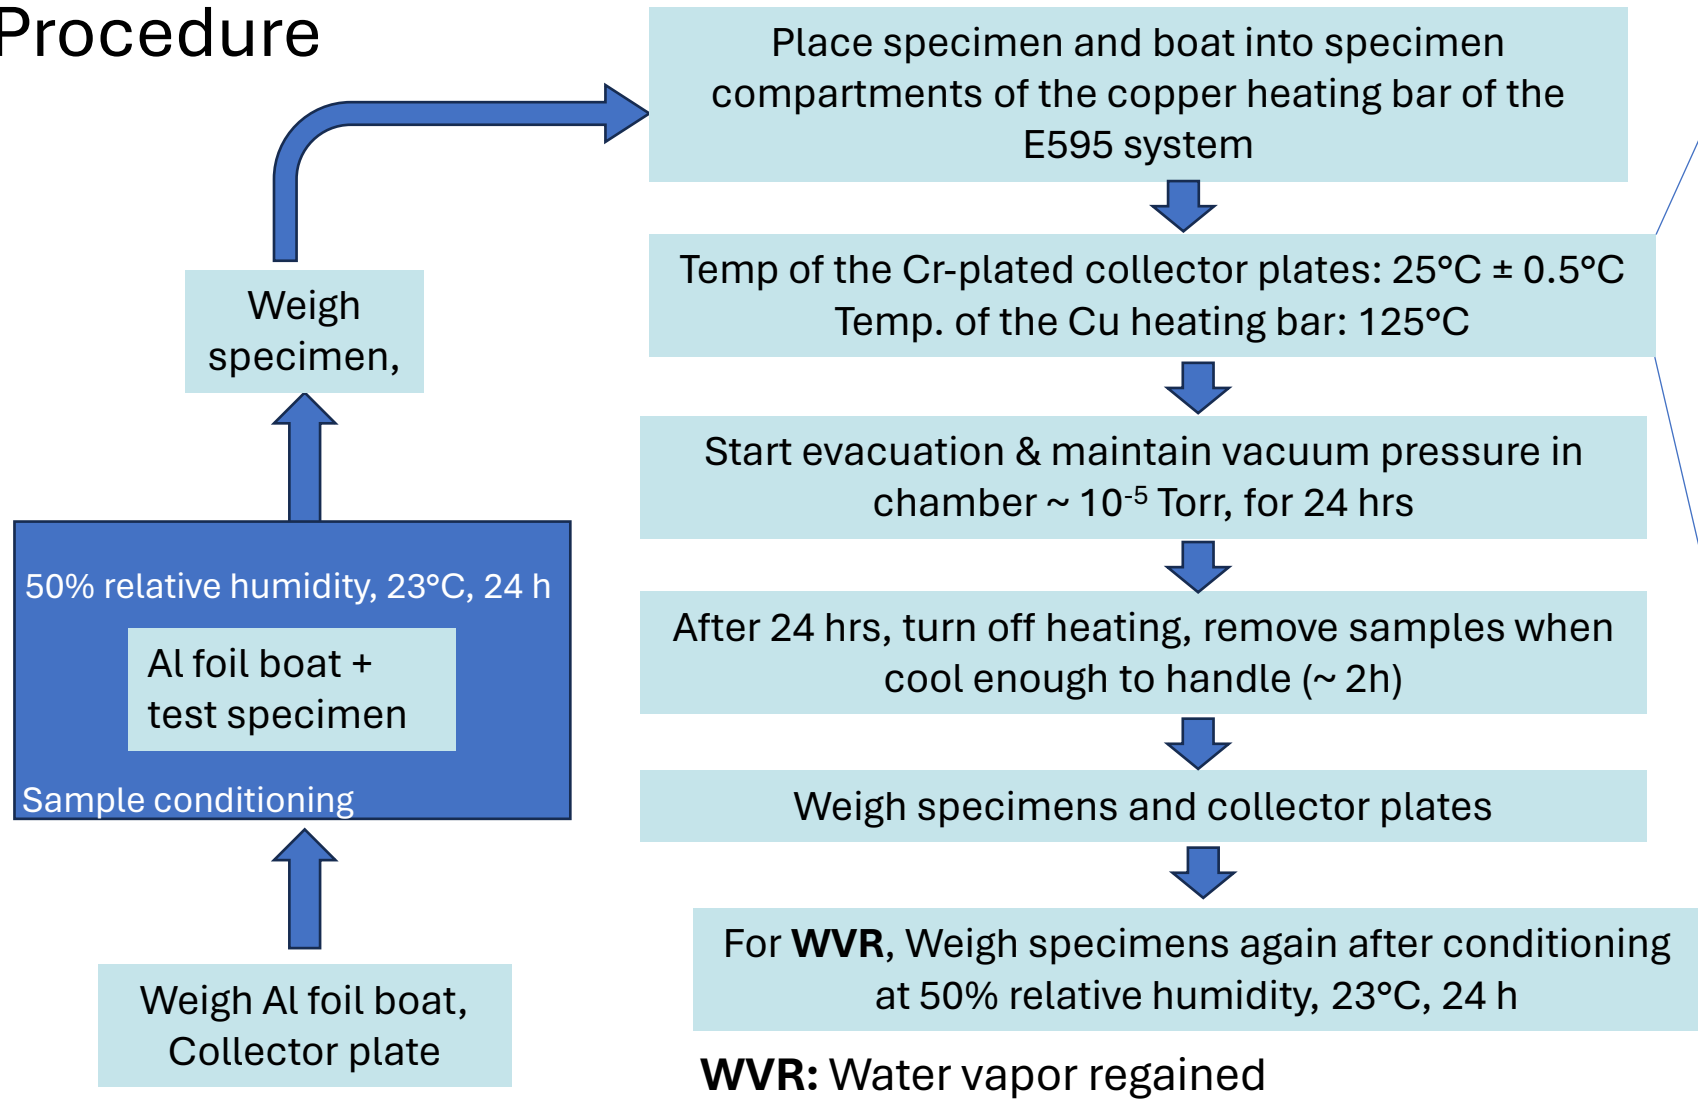 Procedure
Place specimen and boat into specimen
compartments of the copper heating bar of the
E595 system
Temp of the Cr-plated collector plates: 25°C ± 0.5°C
Temp. of the Cu heating bar: 125°C
Start evacuation & maintain vacuum pressure in
chamber ~ 10⁻⁵ Torr, for 24 hrs
After 24 hrs, turn off heating, remove samples when
cool enough to handle (~ 2h)
Weigh specimens and collector plates
For WVR, Weigh specimens again after conditioning
at 50% relative humidity, 23°C, 24 h
WVR: Water vapor regained
Weigh
specimen,
50% relative humidity, 23°C, 24 h
Al foil boat +
test specimen
Sample conditioning
Weigh Al foil boat,
Collector plate